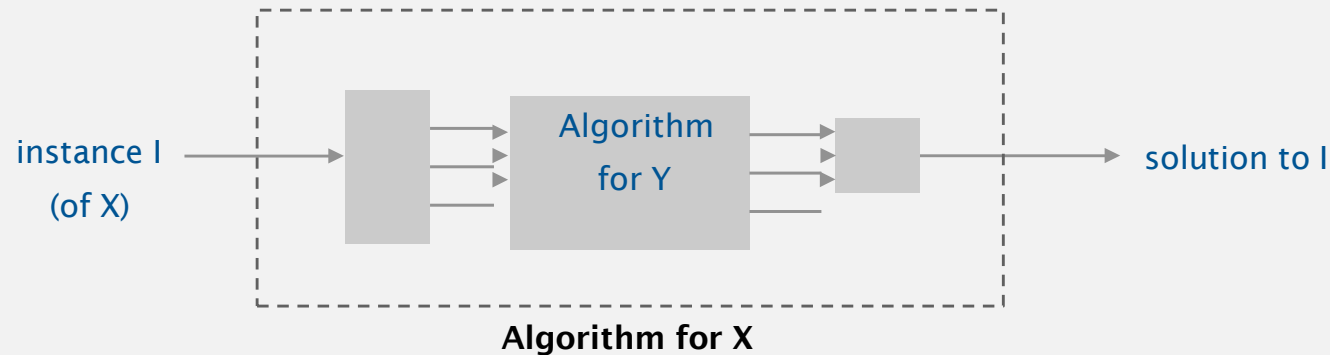 instance I
(of X)
Algorithm
for Y
solution to I
Algorithm for X